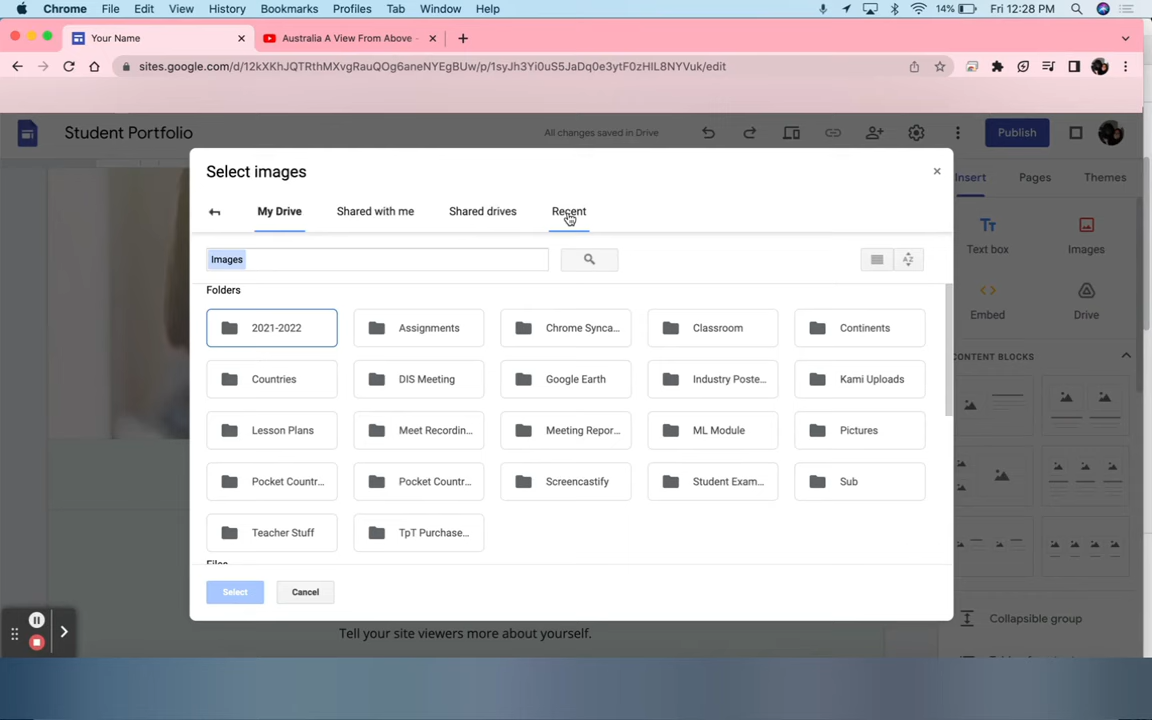 Chrome File Edit View History Bookmarks Profiles Tab Window Help 14% Fri 12:28 PM
Your Name Australia A View From Above -
sites.google.com/d/12kXKhJQTRthMXvgRauQOg6aneNYEgBUw/p/1syJh3Yi0uS5JaDq0e3ytF0zHIL8NYVuk/edit
Student Portfolio All changes saved in Drive Publish
Select images
Insert Pages Themes
My Drive Shared with me Shared drives Recent
Text box Images
Images
Folders
Embed Drive
2021-2022 Assignments Chrome Synca... Classroom Continents
CONTENT BLOCKS
Countries DIS Meeting Google Earth Industry Poste... Kami Uploads
Lesson Plans Meet Recordin... Meeting Repor... ML Module Pictures
Pocket Countr... Pocket Countr... Screencastify Student Exam... Sub
Teacher Stuff TpT Purchase...
Files
Select Cancel
Collapsible group
Tell your site viewers more about yourself.